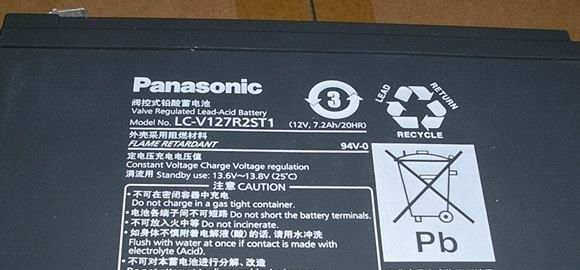 Panasonic
阀控式铅酸蓄电池
Valve Regulated Lead-Acid Battery
Model No. LC-V127R2ST1 (12V, 7.2Ah/20HR)
3
LEAD RETURN
RECYCLE
外壳采用阻燃材料
FLAME RETARDANT 94V-0
定电压充电电压值
Constant Voltage Charge Voltage regulation
涓流用 Standby use: 13.6V~13.8V (25°C)
注意 CAUTION
•不可在密闭容器中充电
Do not charge in a gas tight container.
•电池各端子间不可短路 Do not short the battery terminals.
•不可放入火中等 Do not incinerate.
•如身体不慎附着电解液(酸)的话, 请用水冲洗
Flush with water at once if contact is made with
electrolyte (Acid).
•不可对本蓄电池进行分解、改造
Pb